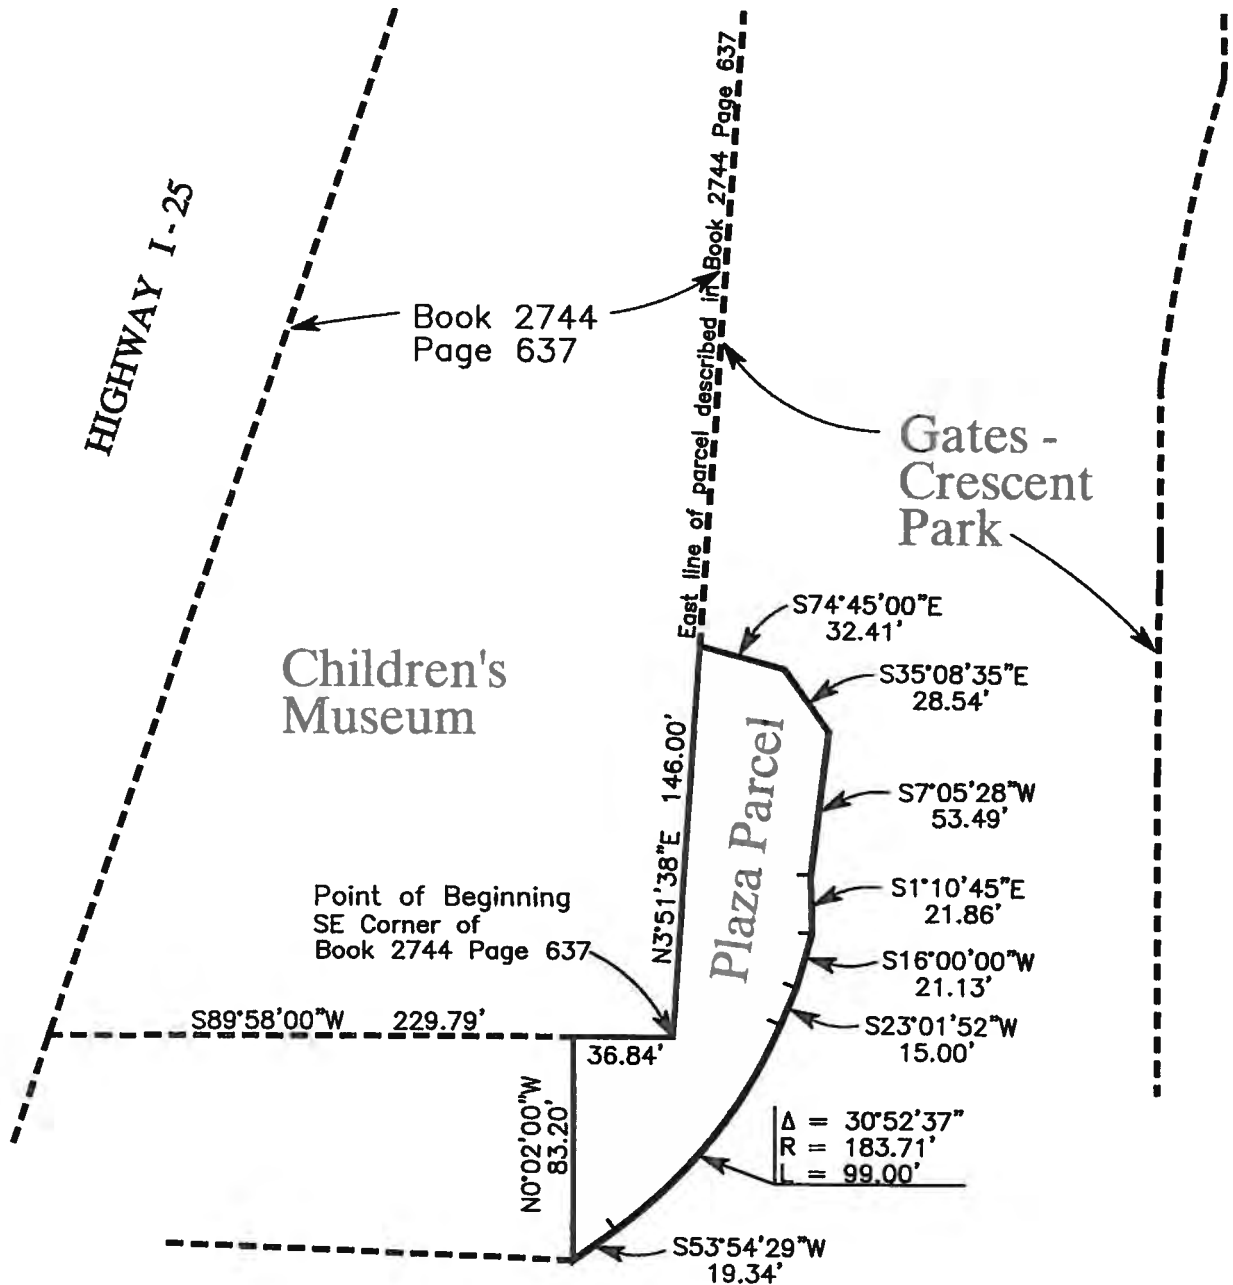 HIGHWAY I-25
East line of parcel described in Book 2744 Page 637
Book 2744
Page 637
Gates -
Crescent
Park
S74°45'00"E
32.41'
Children's
Museum
S35°08'35"E
28.54'
N3°51'38"E 146.00'
Plaza Parcel
S7°05'28"W
53.49'
S1°10'45"E
21.86'
Point of Beginning
SE Corner of
Book 2744 Page 637
S16°00'00"W
21.13'
S23°01'52"W
15.00'
S89°58'00"W 229.79'
36.84'
N0°02'00"W
83.20'
Δ = 30°52'37"
R = 183.71'
L = 99.00'
S53°54'29"W
19.34'